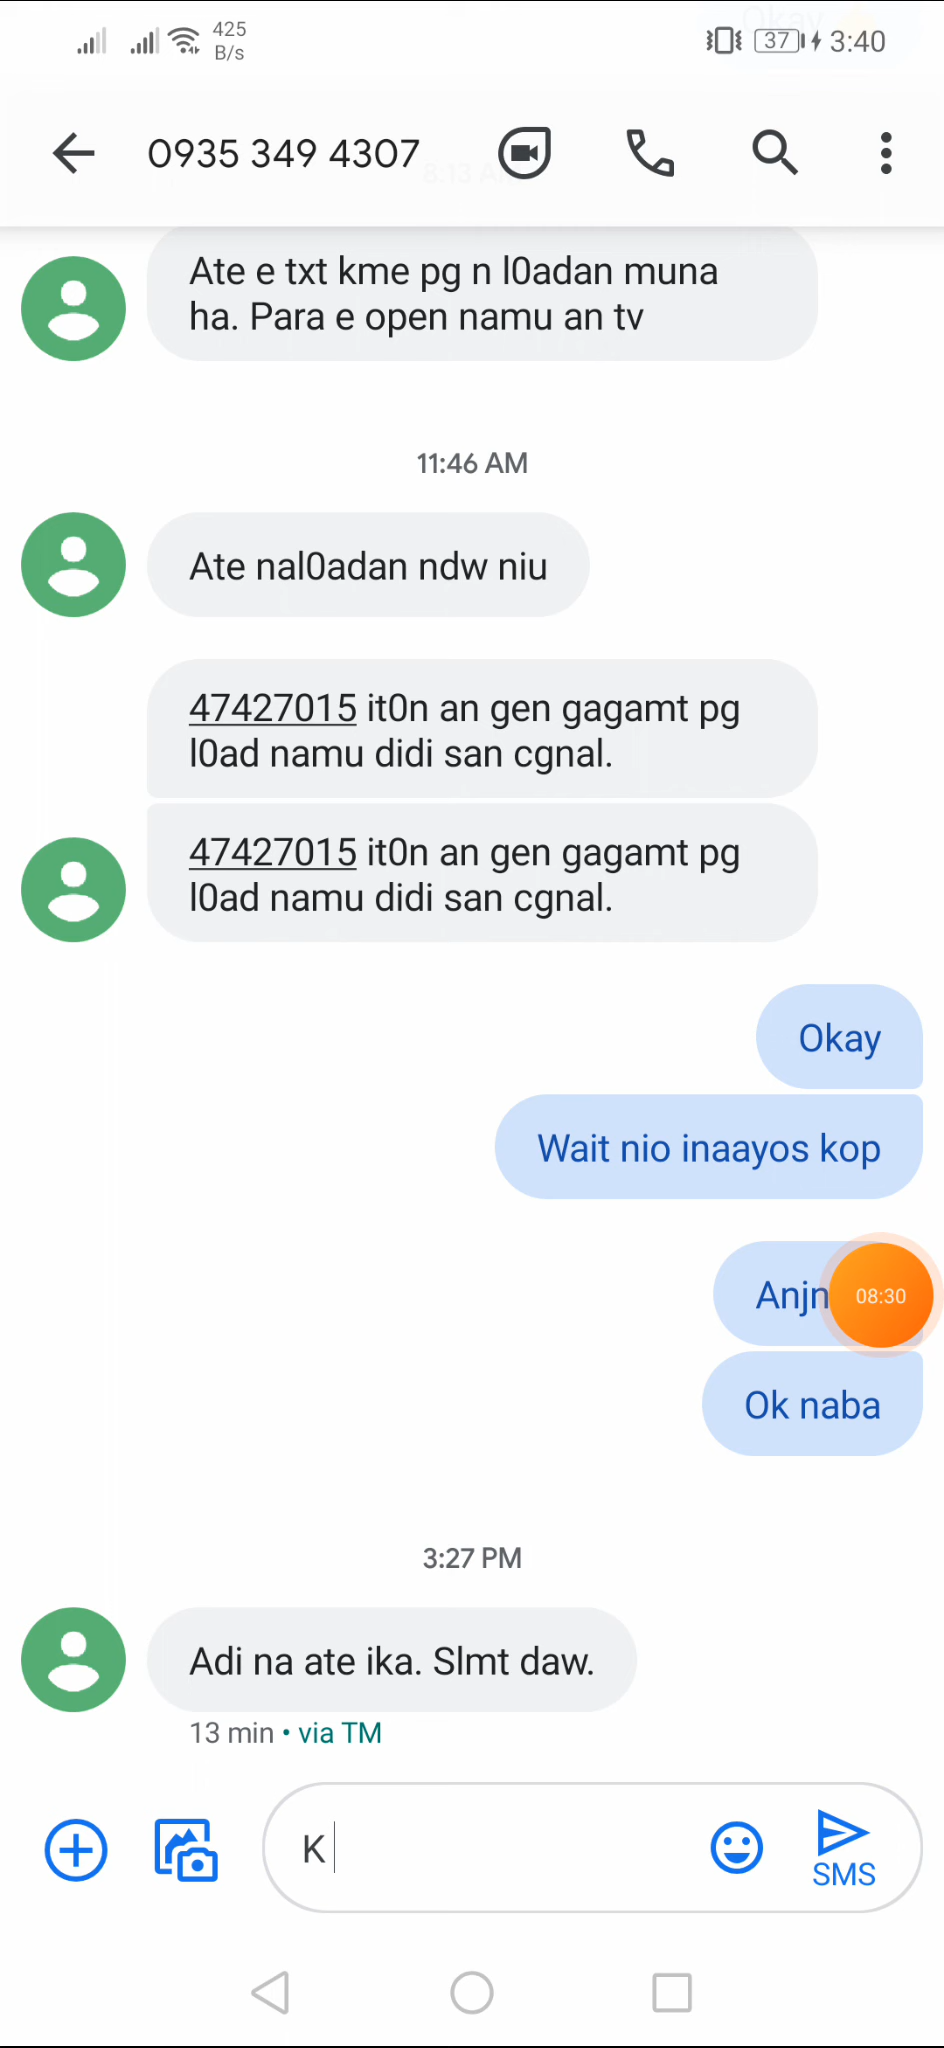 425
B/s
37
3:40
Okay
0935 349 4307
8:13 A
Ate e txt kme pg n l0adan muna
ha. Para e open namu an tv
11:46 AM
Ate nal0adan ndw niu
47427015 it0n an gen gagamt pg
l0ad namu didi san cgnal.
47427015 it0n an gen gagamt pg
l0ad namu didi san cgnal.
Okay
Wait nio inaayos kop
Anjn
08:30
Ok naba
3:27 PM
Adi na ate ika. Slmt daw.
13 min • via TM
K
SMS